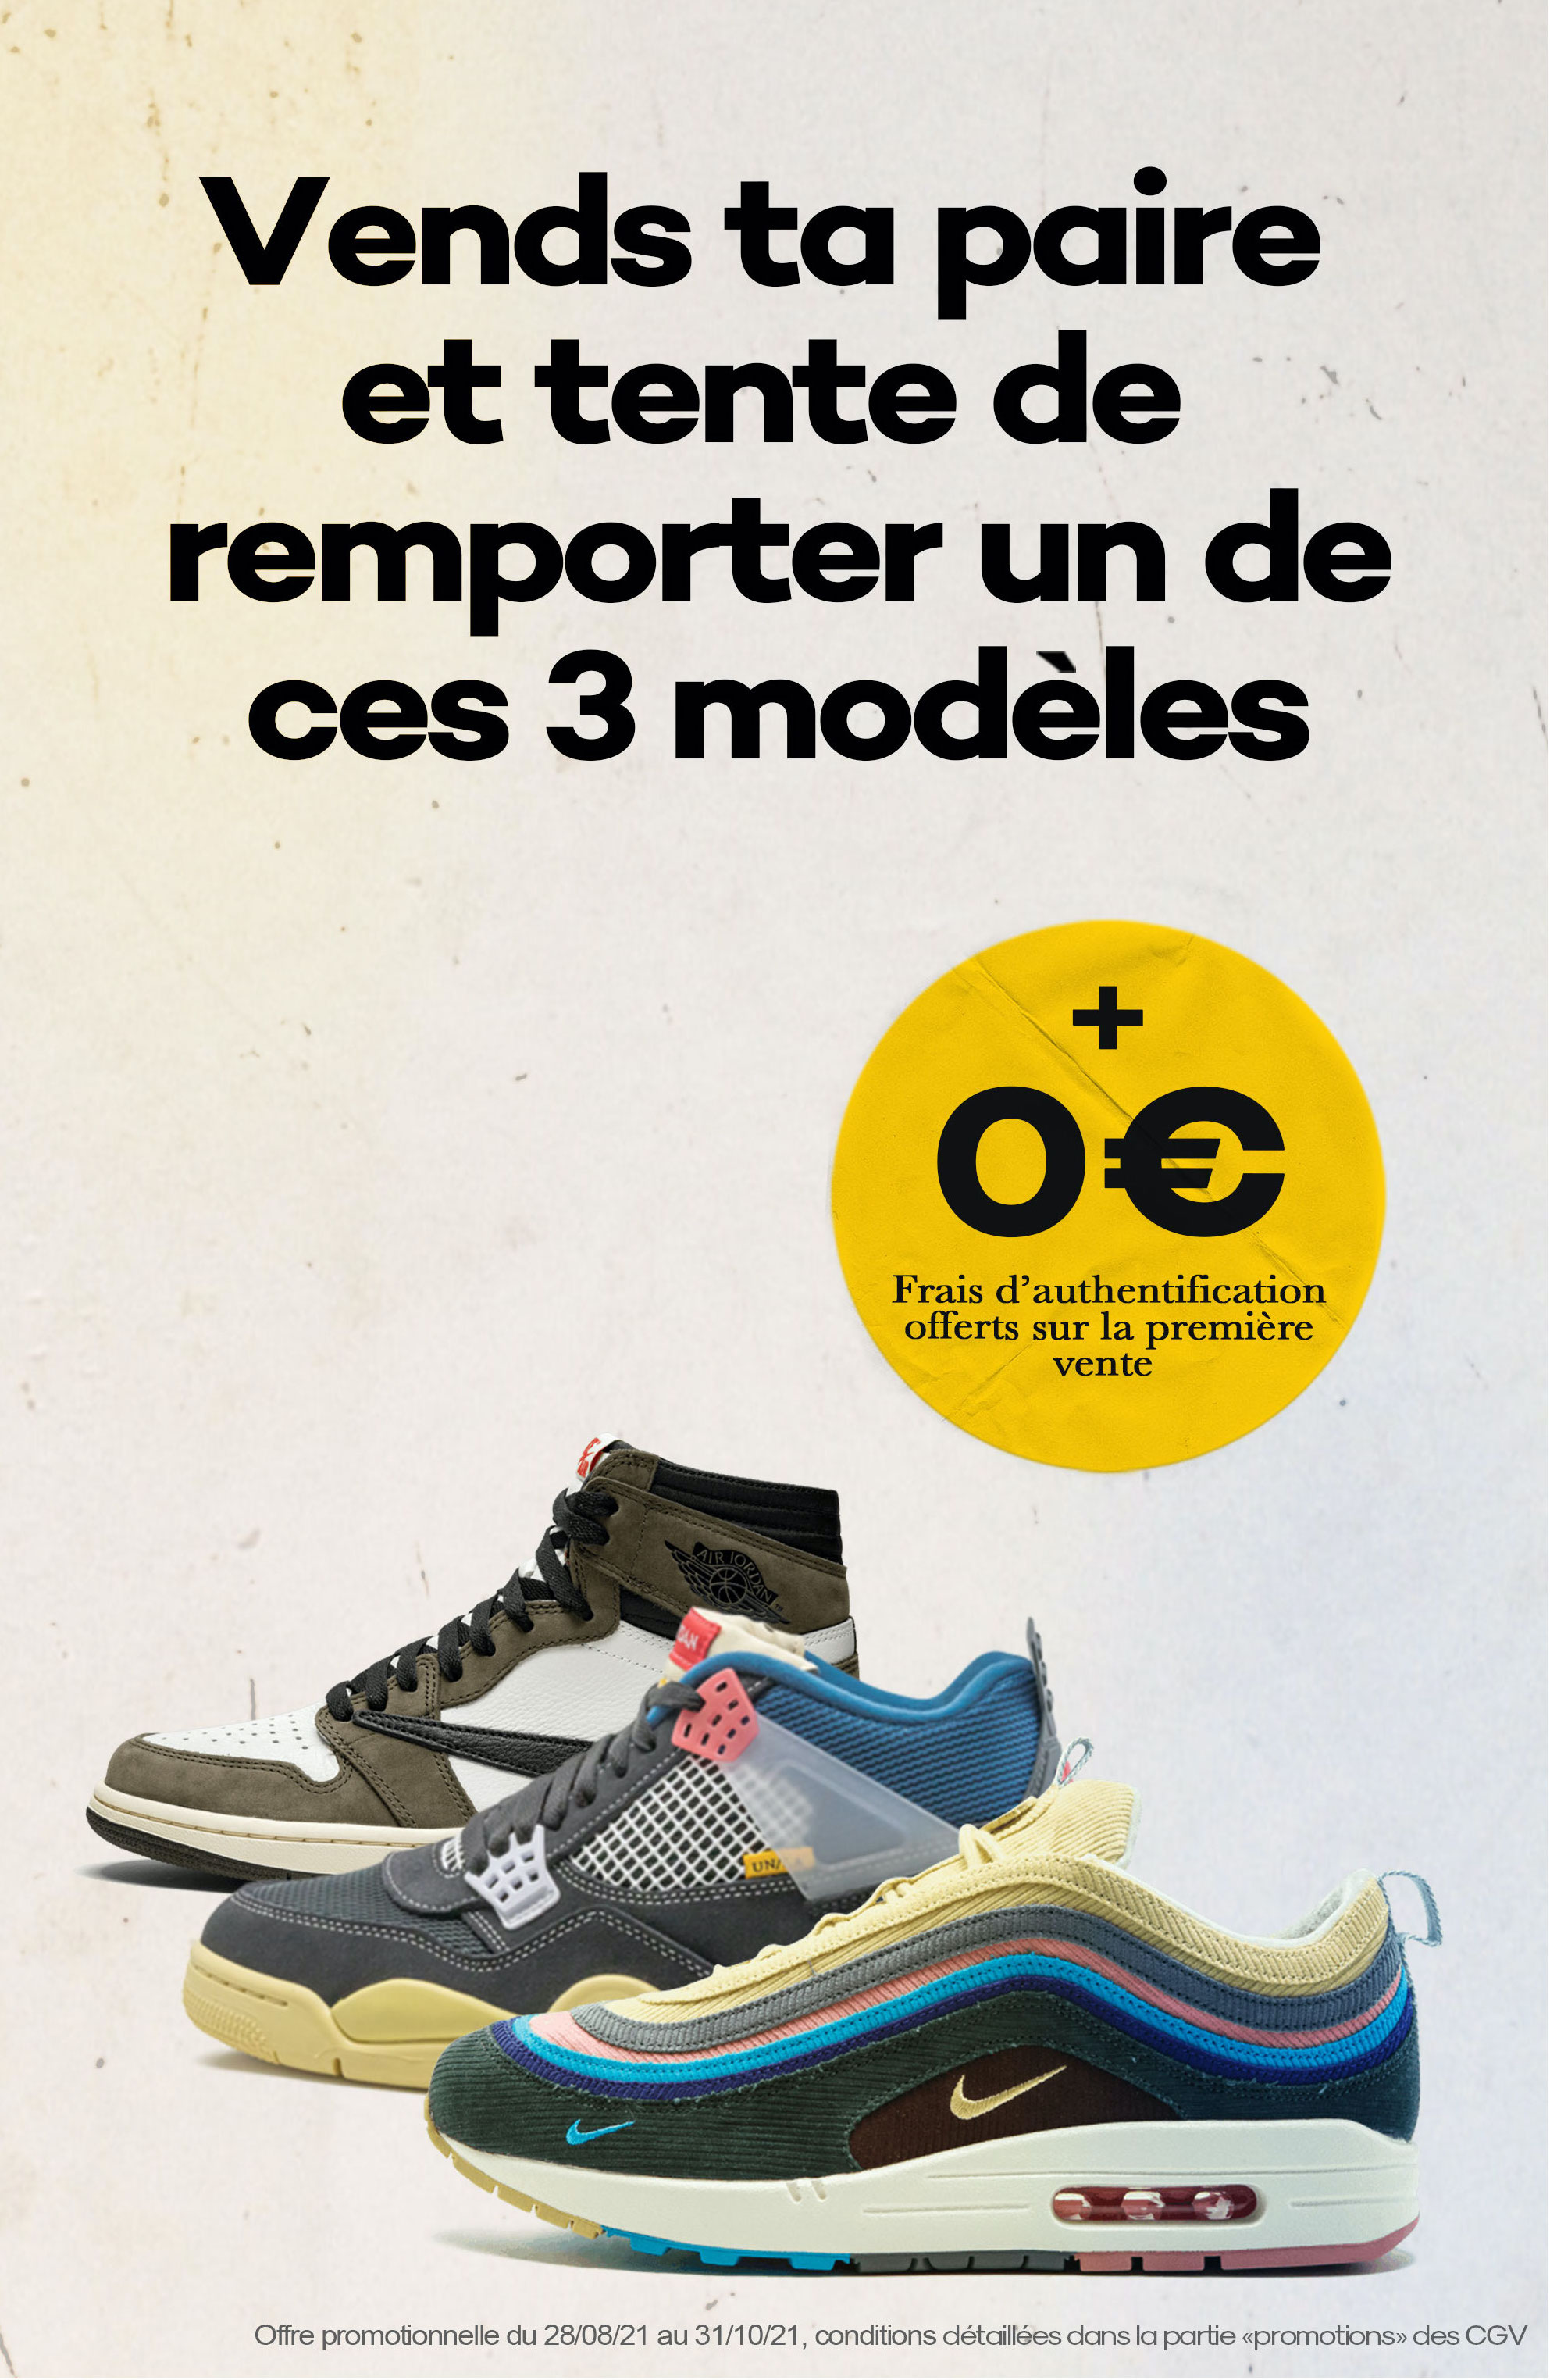 Vends ta paire
et tente de
remporter un de
ces 3 modèles
+
0€
Frais d’authentification
offerts sur la première
vente
AIR JORDAN
Offre promotionnelle du 28/08/21 au 31/10/21, conditions détaillées dans la partie «promotions» des CGV